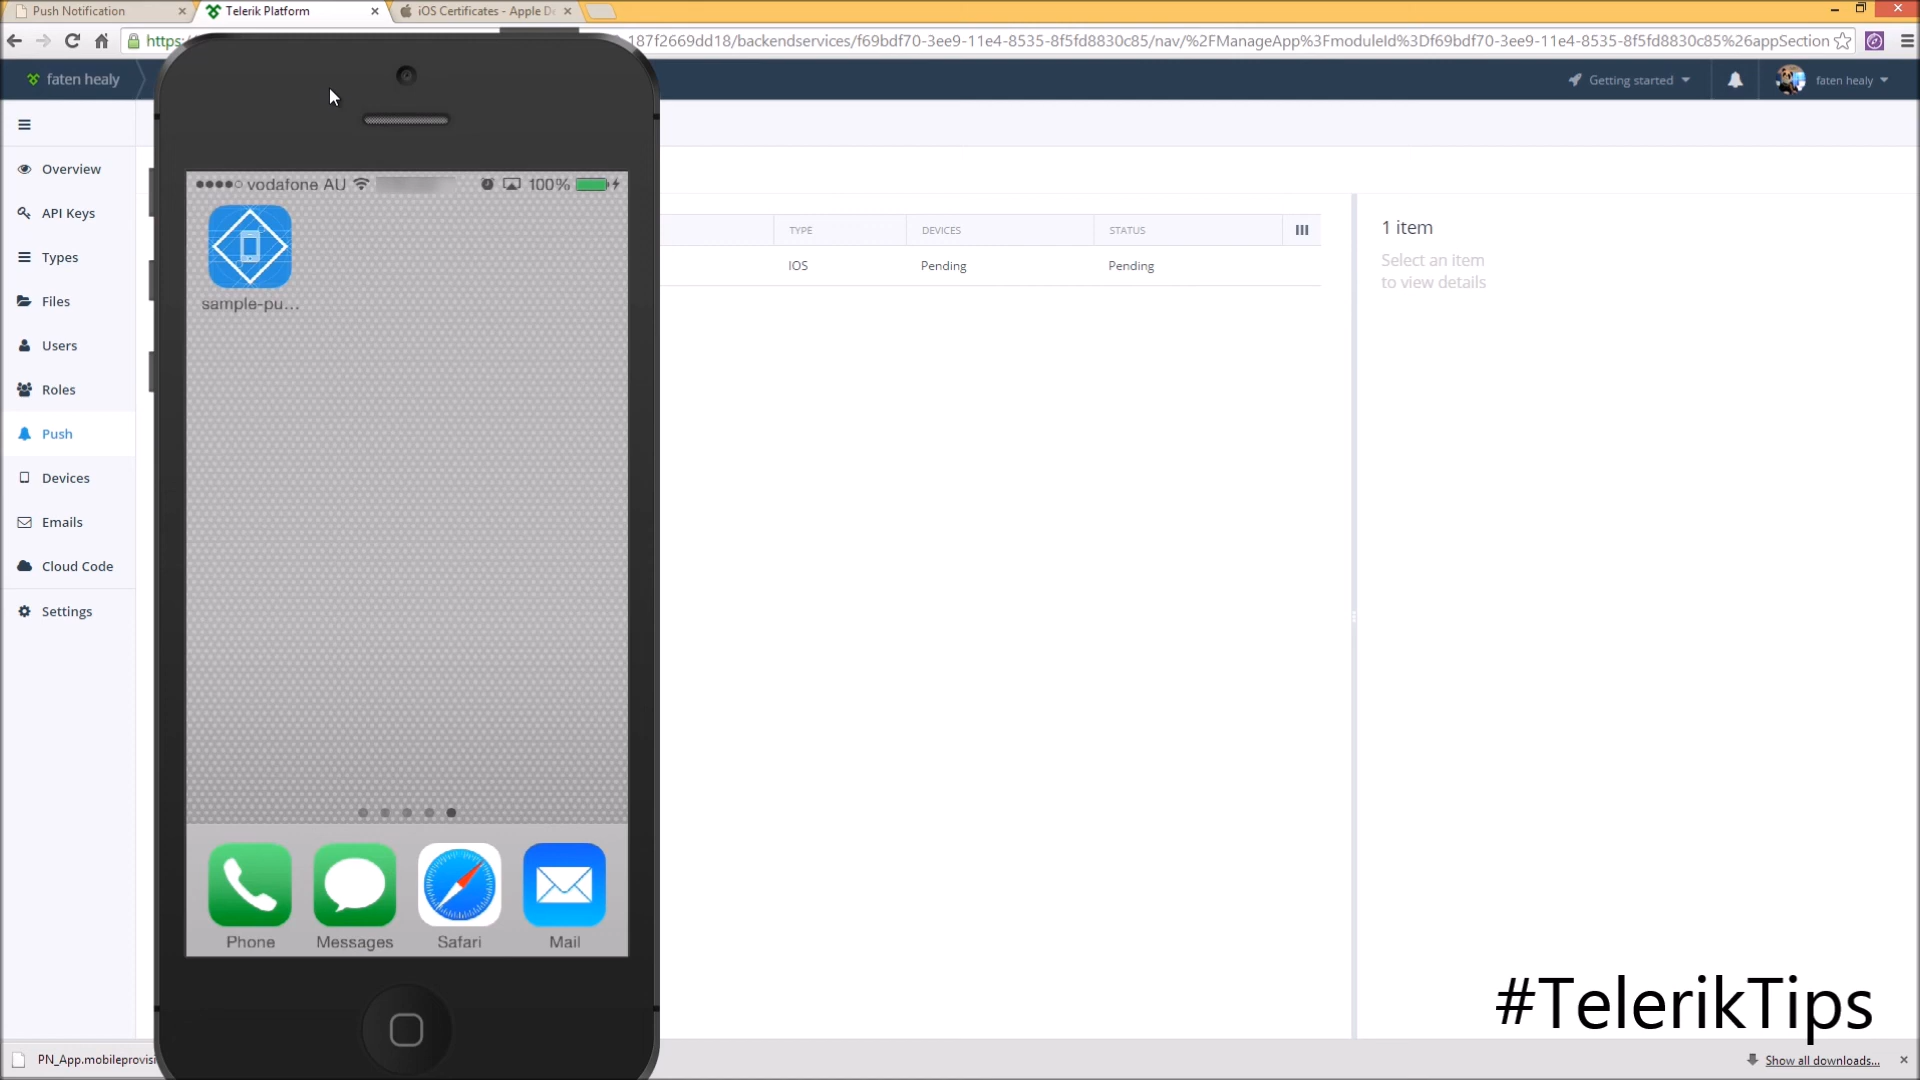 Push Notification
Telerik Platform
iOS Certificates - Apple De
https:
187f2669dd18/backendservices/f69bdf70-3ee9-11e4-8535-8f5fd8830c85/nav/%2FManageApp%3FmoduleId%3Df69bdf70-3ee9-11e4-8535-8f5fd8830c85%26appSection
faten healy
Getting started
faten healy
Overview
API Keys
Types
Files
Users
Roles
Push
Devices
Emails
Cloud Code
Settings
vodafone AU
100%
sample-pu...
Phone
Messages
Safari
Mail
TYPE
DEVICES
STATUS
IOS
Pending
Pending
1 item
Select an item
to view details
#TelerikTips
PN_App.mobileprovisi
Show all downloads...